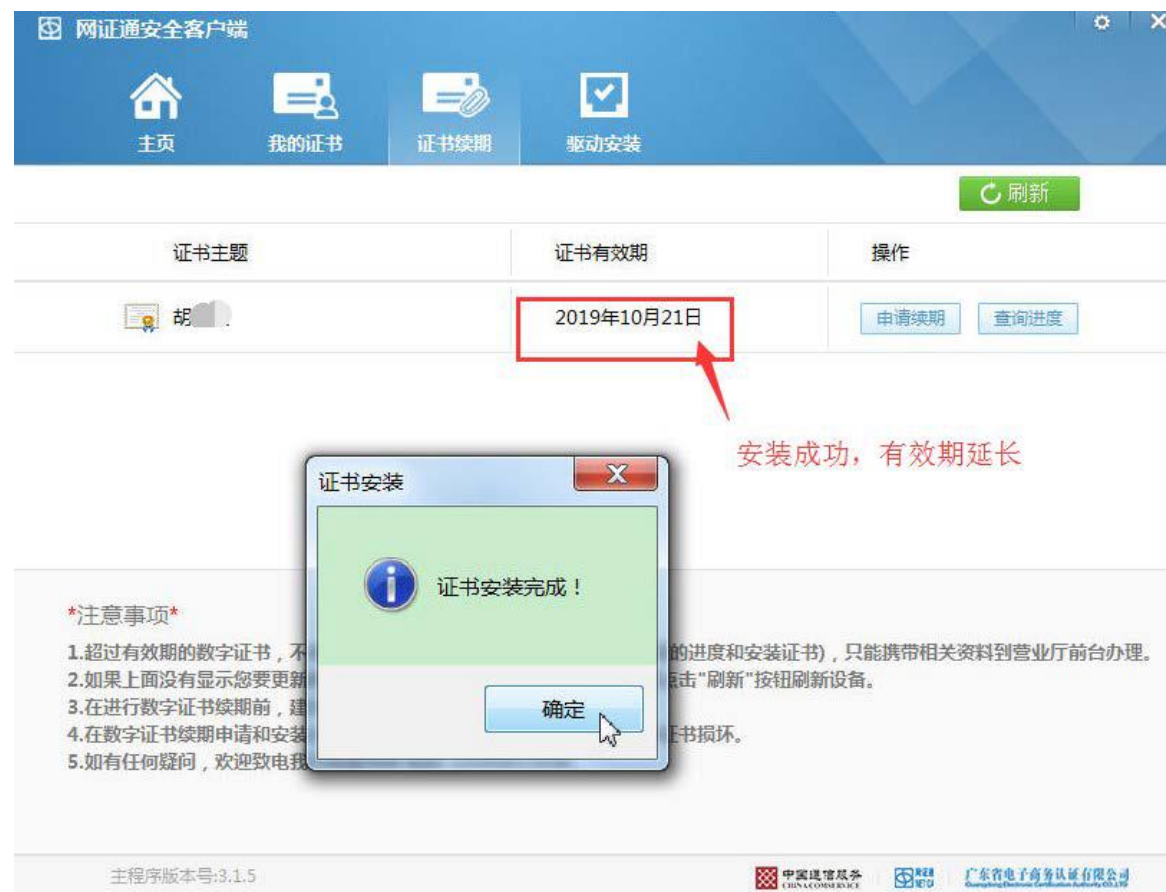 网证通安全客户端
主页 我的证书 证书续期 驱动安装
刷新
证书主题 证书有效期 操作
胡 2019年10月21日 申请续期 查询进度
安装成功，有效期延长
证书安装
证书安装完成！
确定
*注意事项*
1.超过有效期的数字证书，不 的进度和安装证书)，只能携带相关资料到营业厅前台办理。
2.如果上面没有显示您要更新 点击"刷新"按钮刷新设备。
3.在进行数字证书续期前，建
4.在数字证书续期申请和安装 证书损坏。
5.如有任何疑问，欢迎致电我
主程序版本号:3.1.5
中国通信服务 CHINA COMSERVICE 广东省电子商务认证有限公司